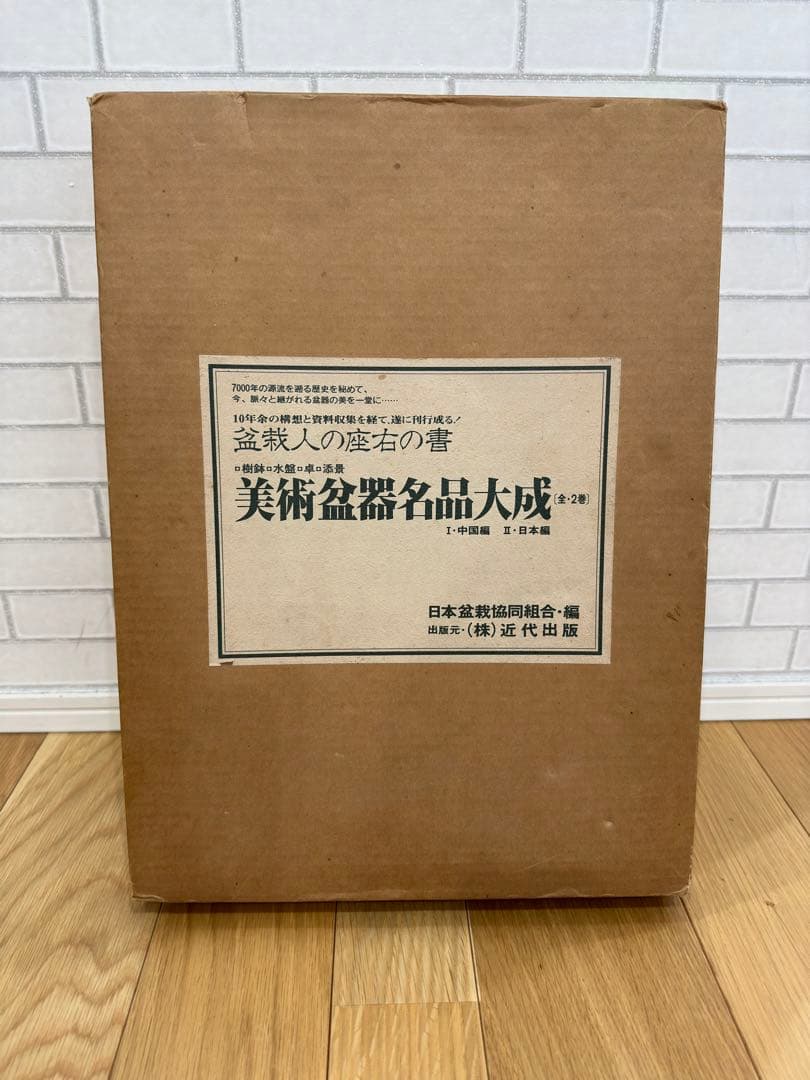 7000年の源流を遡る歴史を秘めて、
今、脈々と継がれる盆器の美を一堂に……
10年余の構想と資料収集を経て、遂に刊行成る！
盆栽人の座右の書
□樹鉢□水盤□卓□添景
美術盆器名品大成〔全・2巻〕
Ⅰ・中国編 Ⅱ・日本編
日本盆栽協同組合・編
出版元・(株)近代出版